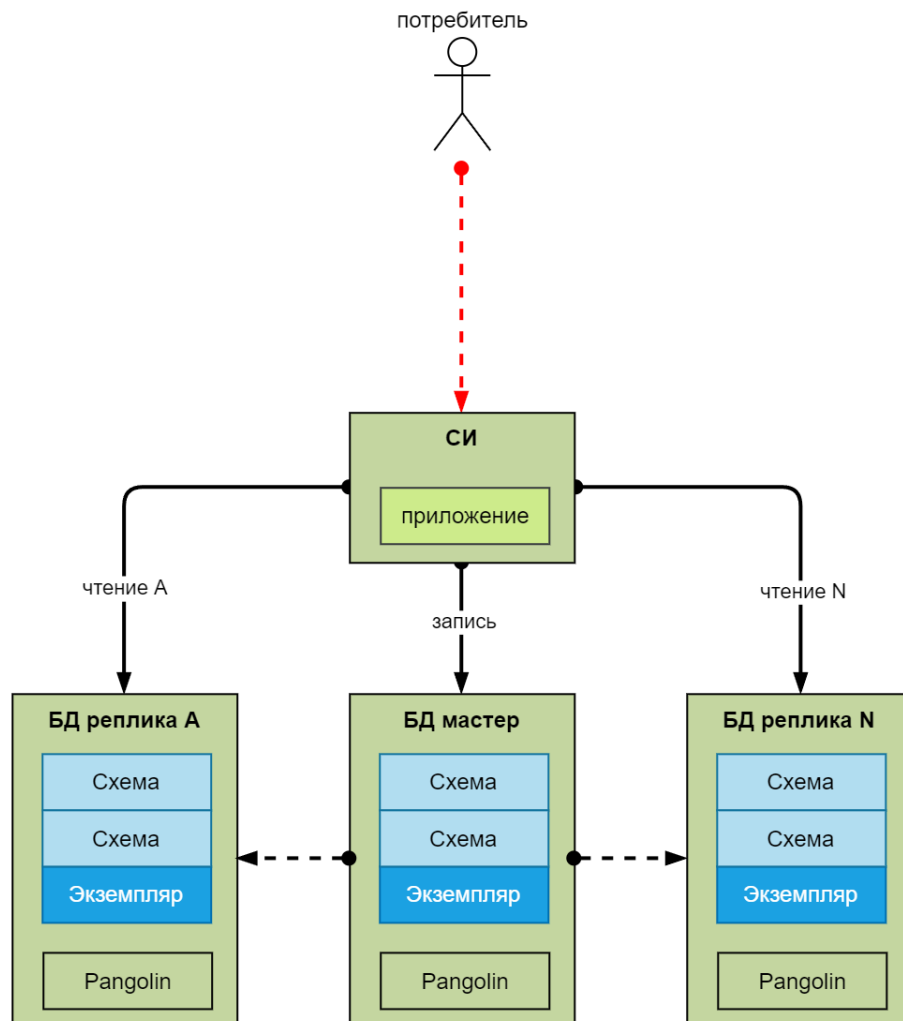 потребитель
СИ
приложение
чтение A
запись
чтение N
БД реплика A
БД мастер
БД реплика N
Схема
Схема
Схема
Схема
Схема
Схема
Экземпляр
Экземпляр
Экземпляр
Pangolin
Pangolin
Pangolin